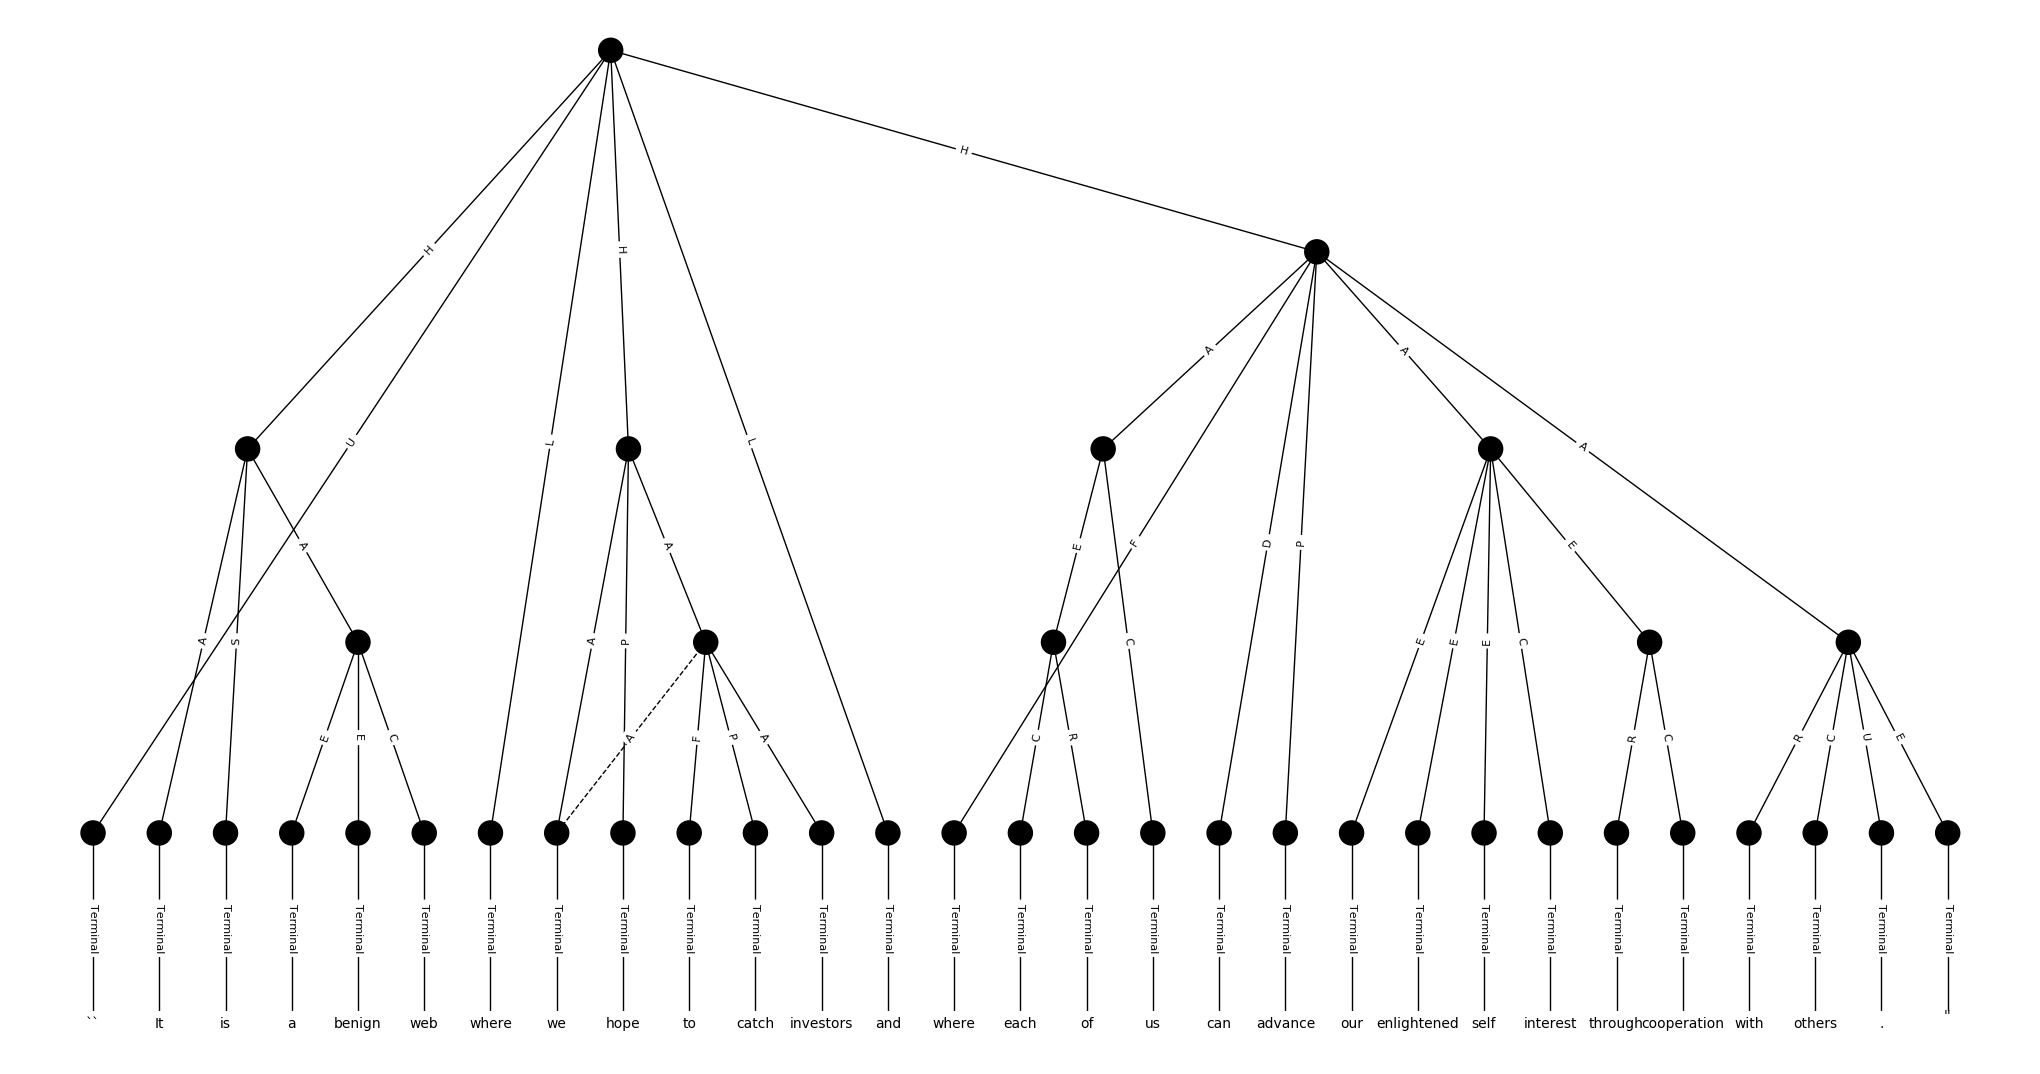 H
H
H
A
A
U
L
L
A
A
E
F
D
P
E
A
S
A
P
C
E
E
E
C
E
E
C
A
F
P
A
C
R
R
C
R
C
U
E
Terminal Terminal Terminal Terminal Terminal Terminal Terminal Terminal Terminal Terminal Terminal Terminal Terminal Terminal Terminal Terminal Terminal Terminal Terminal Terminal Terminal Terminal Terminal Terminal Terminal Terminal Terminal Terminal Terminal
`` It is a benign web where we hope to catch investors and where each of us can advance our enlightened self interest through cooperation with others . "